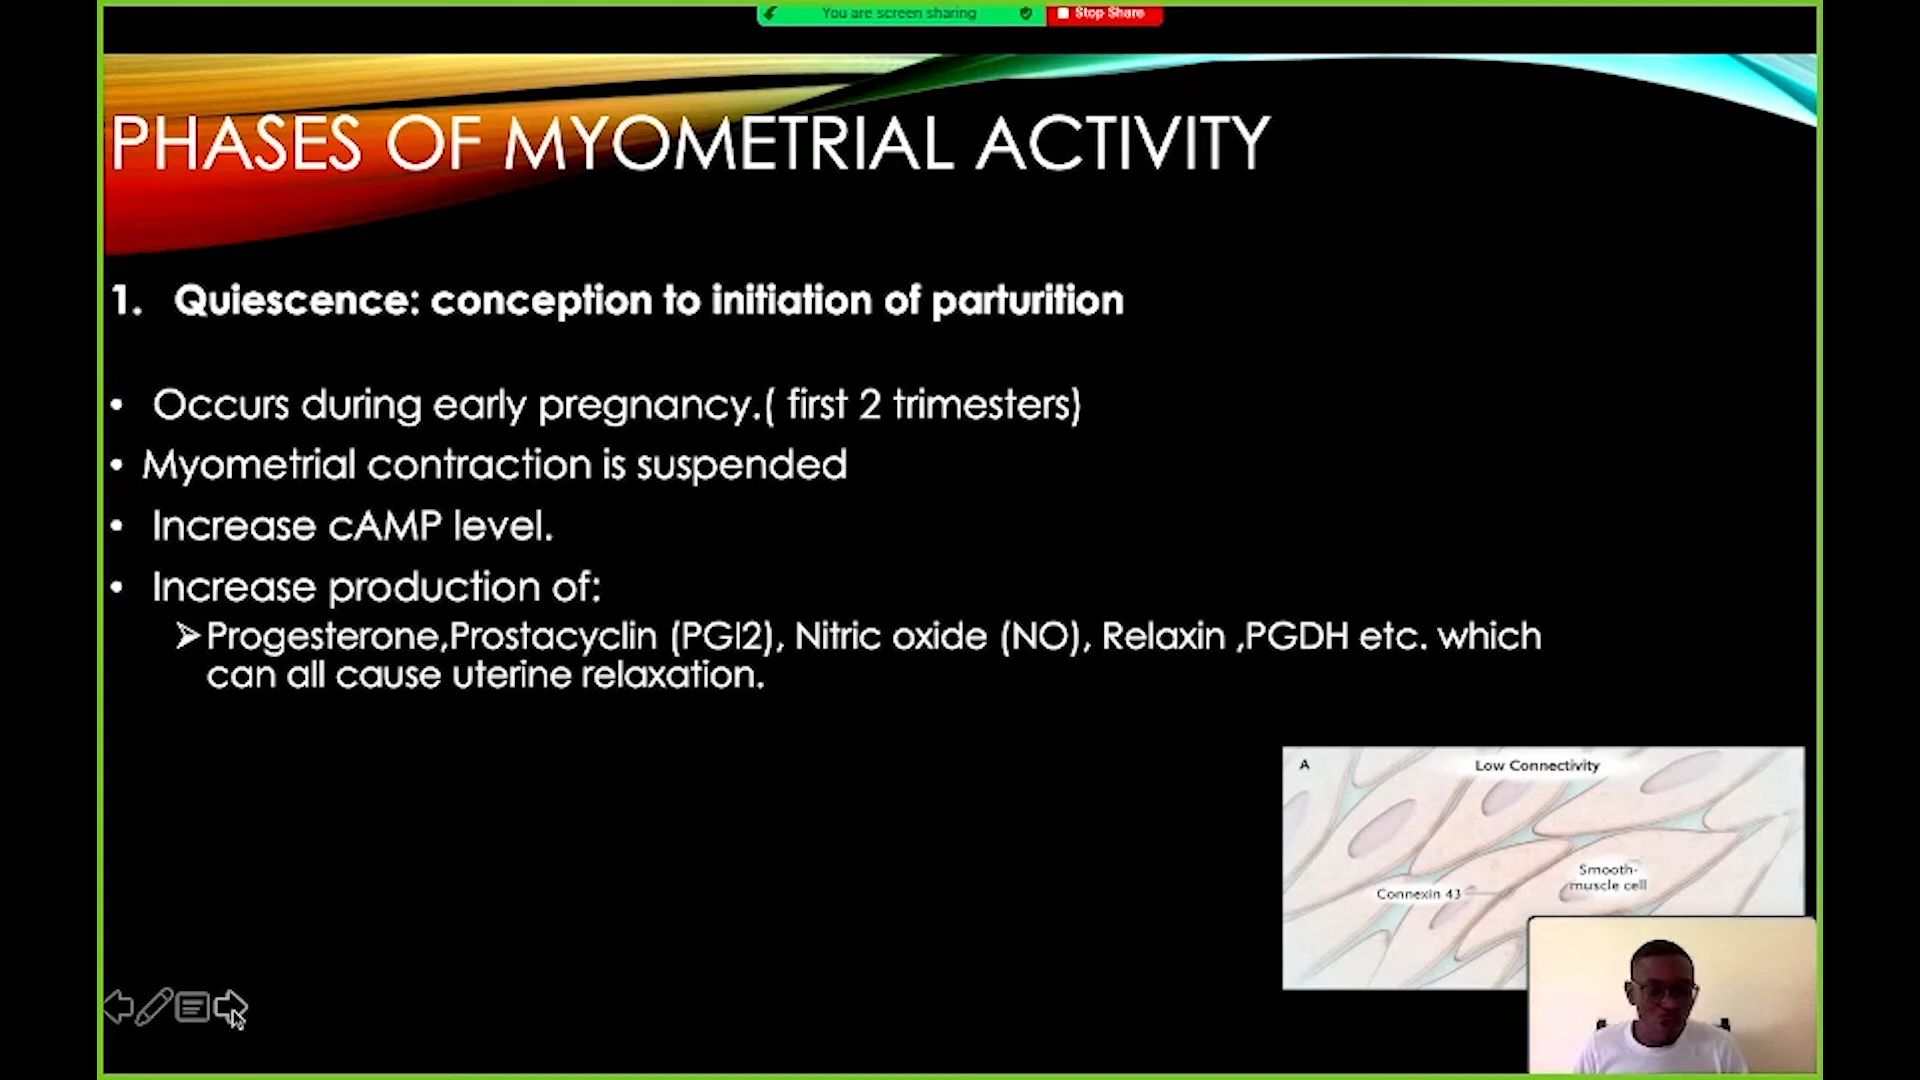 You are screen sharing
Stop Share
PHASES OF MYOMETRIAL ACTIVITY
1. Quiescence: conception to initiation of parturition
• Occurs during early pregnancy.( first 2 trimesters)
• Myometrial contraction is suspended
• Increase cAMP level.
• Increase production of:
➢Progesterone,Prostacyclin (PGI2), Nitric oxide (NO), Relaxin ,PGDH etc. which
can all cause uterine relaxation.
A
Low Connectivity
Smooth-
muscle cell
Connexin 43